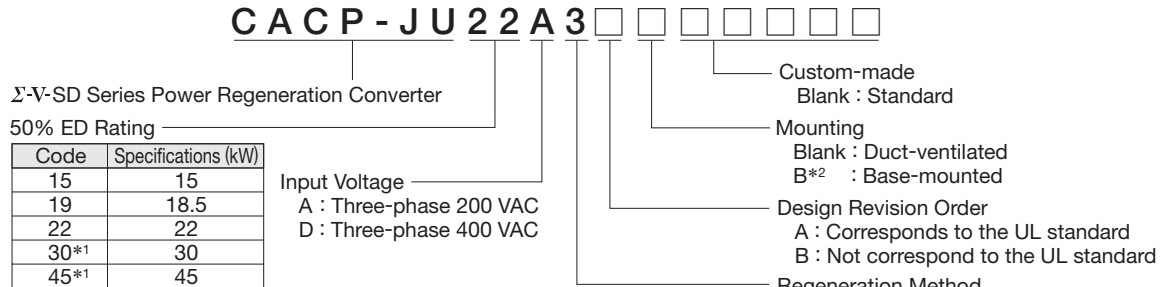 CACP-JU22A3□□□□□□□
Σ-V-SD Series Power Regeneration Converter
50% ED Rating
Code Specifications (kW)
15 15
19 18.5
22 22
30*1 30
45*1 45
Input Voltage
A : Three-phase 200 VAC
D : Three-phase 400 VAC
Custom-made
Blank : Standard
Mounting
Blank : Duct-ventilated
B*2 : Base-mounted
Design Revision Order
A : Corresponds to the UL standard
B : Not correspond to the UL standard
Regeneration Method